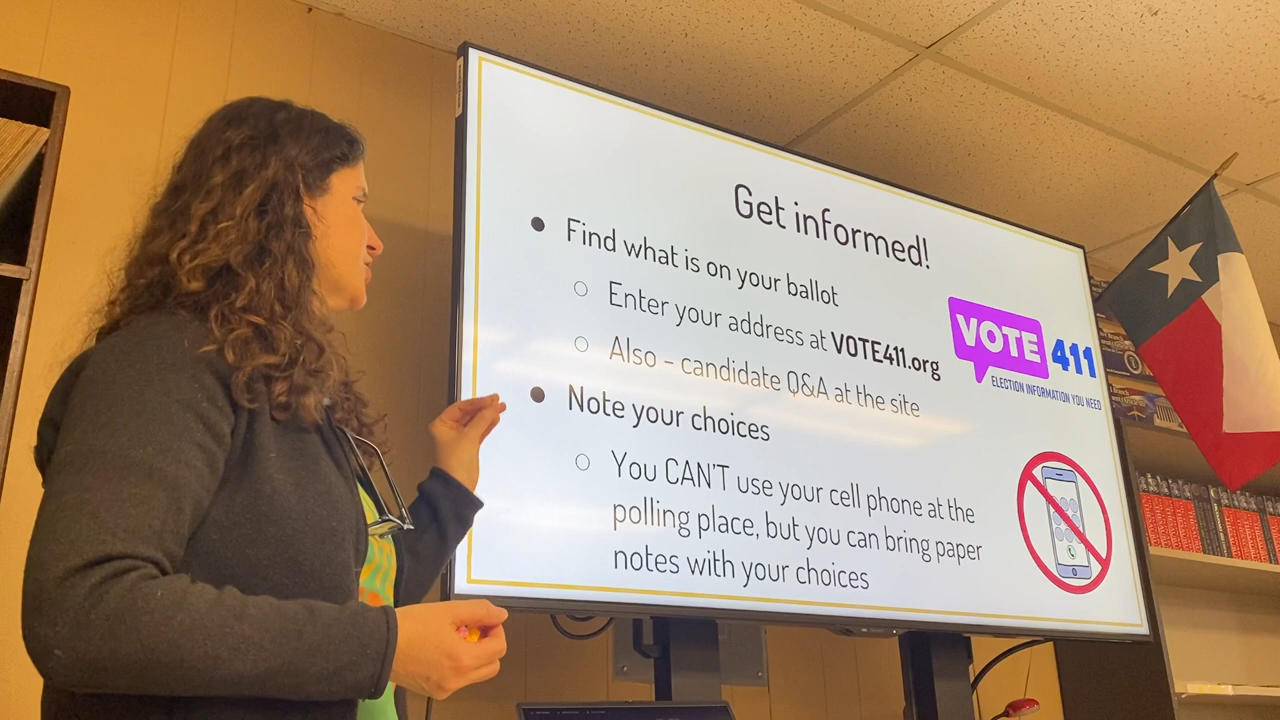 Get informed!
● Find what is on your ballot
○ Enter your address at VOTE411.org
○ Also - candidate Q&A at the site
VOTE 411
ELECTION INFORMATION YOU NEED
● Note your choices
○ You CAN'T use your cell phone at the
polling place, but you can bring paper
notes with your choices